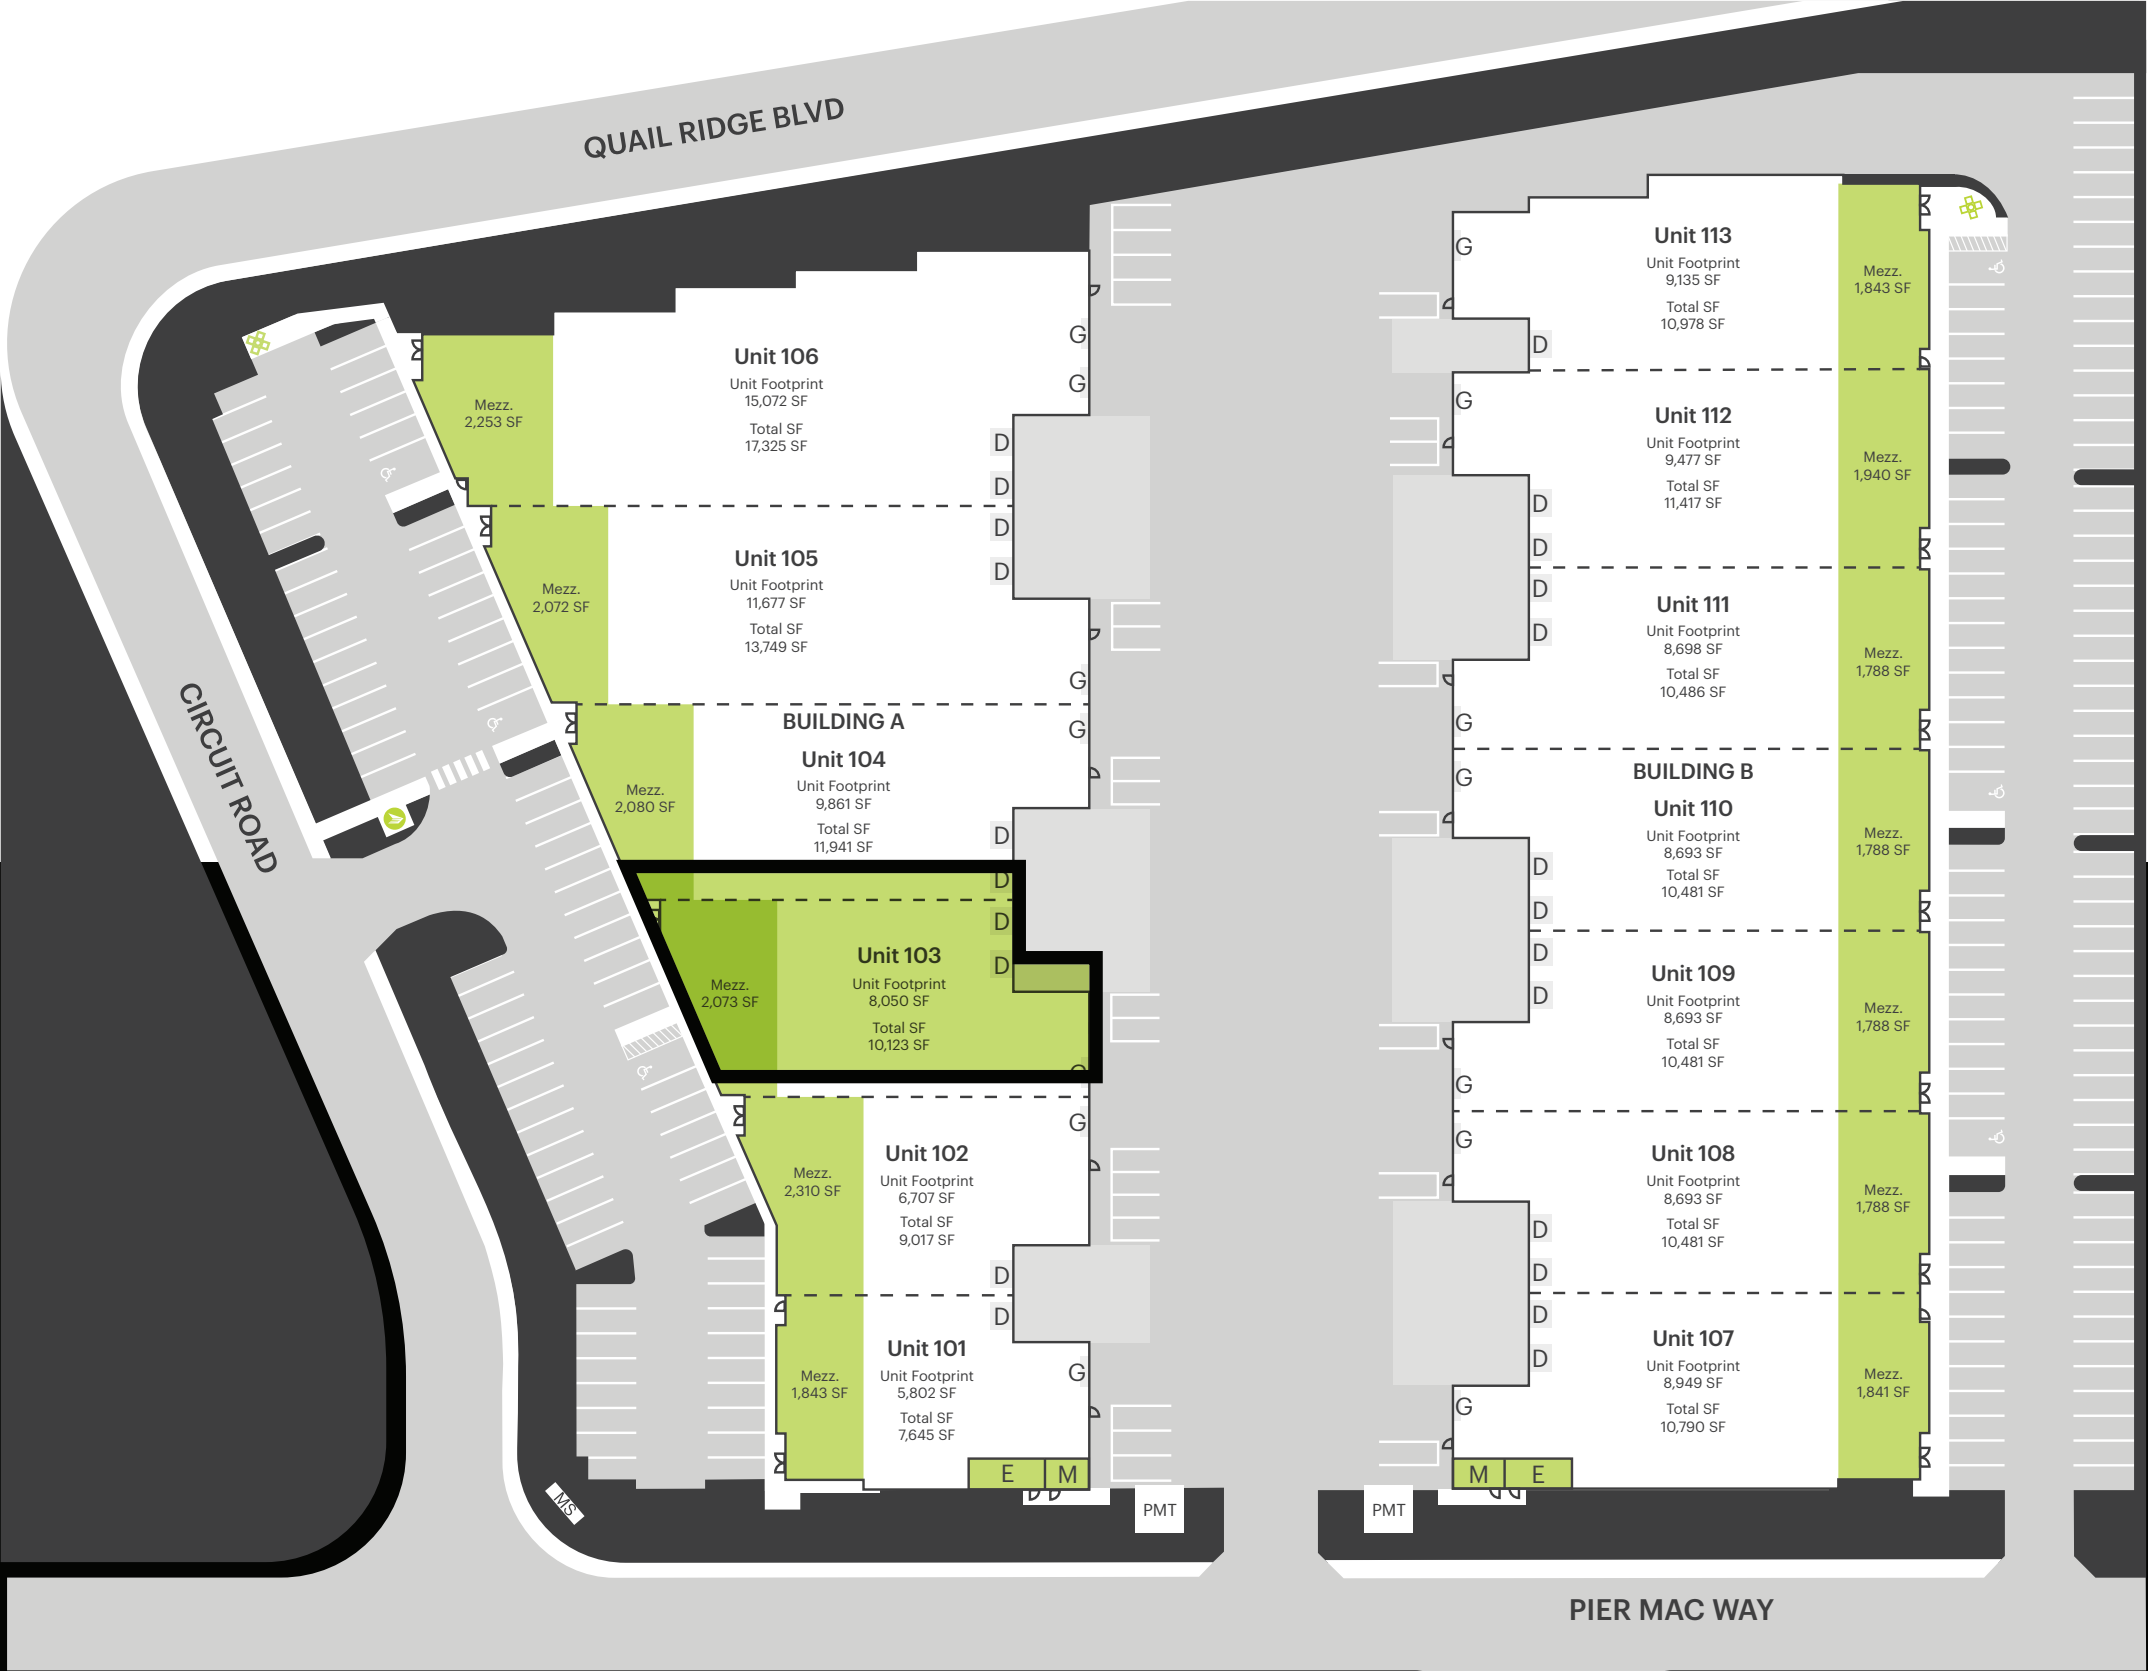 QUAIL RIDGE BLVD
CIRCUIT ROAD
BUILDING A
Unit 106
Unit Footprint
15,072 SF
Total SF
17,325 SF
Mezz.
2,253 SF
G
G
D
D
Unit 105
Unit Footprint
11,677 SF
Total SF
13,749 SF
Mezz.
2,072 SF
D
D
G
Unit 104
Unit Footprint
9,861 SF
Total SF
11,941 SF
Mezz.
2,080 SF
G
D
D
Unit 103
Unit Footprint
8,050 SF
Total SF
10,123 SF
Mezz.
2,073 SF
D
D
G
Unit 102
Unit Footprint
6,707 SF
Total SF
9,017 SF
Mezz.
2,310 SF
G
D
Unit 101
Unit Footprint
5,802 SF
Total SF
7,645 SF
Mezz.
1,843 SF
D
G
E
M
MS
PMT
BUILDING B
Unit 113
Unit Footprint
9,135 SF
Total SF
10,978 SF
Mezz.
1,843 SF
G
D
Unit 112
Unit Footprint
9,477 SF
Total SF
11,417 SF
Mezz.
1,940 SF
G
D
D
Unit 111
Unit Footprint
8,698 SF
Total SF
10,486 SF
Mezz.
1,788 SF
D
D
G
Unit 110
Unit Footprint
8,693 SF
Total SF
10,481 SF
Mezz.
1,788 SF
G
D
D
Unit 109
Unit Footprint
8,693 SF
Total SF
10,481 SF
Mezz.
1,788 SF
D
D
G
Unit 108
Unit Footprint
8,693 SF
Total SF
10,481 SF
Mezz.
1,788 SF
G
D
D
Unit 107
Unit Footprint
8,949 SF
Total SF
10,790 SF
Mezz.
1,841 SF
D
D
G
M
E
PMT
PIER MAC WAY